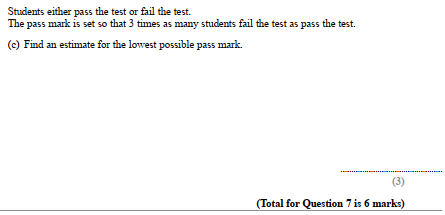 Students either pass the test or fail the test.
The pass mark is set so that 3 times as many students fail the test as pass the test.
(c) Find an estimate for the lowest possible pass mark.
(3)
(Total for Question 7 is 6 marks)